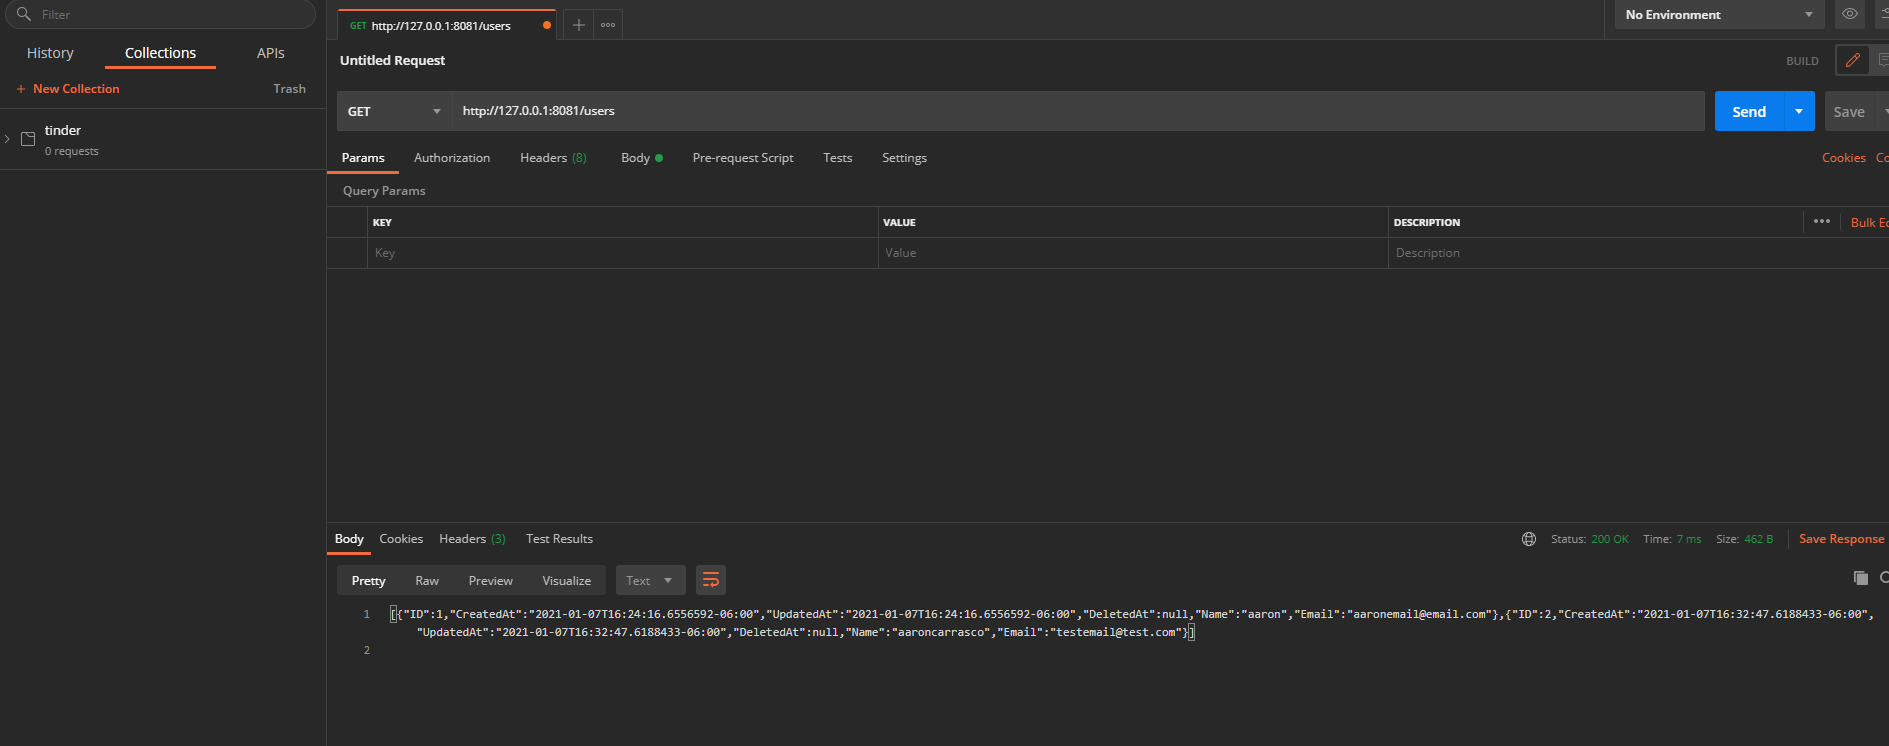 Filter
History Collections APIs
+ New Collection Trash
tinder
0 requests
GET http://127.0.0.1:8081/users
No Environment
Untitled Request
BUILD
GET http://127.0.0.1:8081/users
Send Save
Params Authorization Headers (8) Body Pre-request Script Tests Settings
Cookies Co
Query Params
KEY VALUE DESCRIPTION
Bulk Ed
Key Value Description
Body Cookies Headers (3) Test Results
Status: 200 OK Time: 7 ms Size: 462 B Save Response
Pretty Raw Preview Visualize Text
1 [{"ID":1,"CreatedAt":"2021-01-07T16:24:16.6556592-06:00","UpdatedAt":"2021-01-07T16:24:16.6556592-06:00","DeletedAt":null,"Name":"aaron","Email":"aaronemail@email.com"},{"ID":2,"CreatedAt":"2021-01-07T16:32:47.6188433-06:00",
"UpdatedAt":"2021-01-07T16:32:47.6188433-06:00","DeletedAt":null,"Name":"aaroncarrasco","Email":"testemail@test.com"}]
2